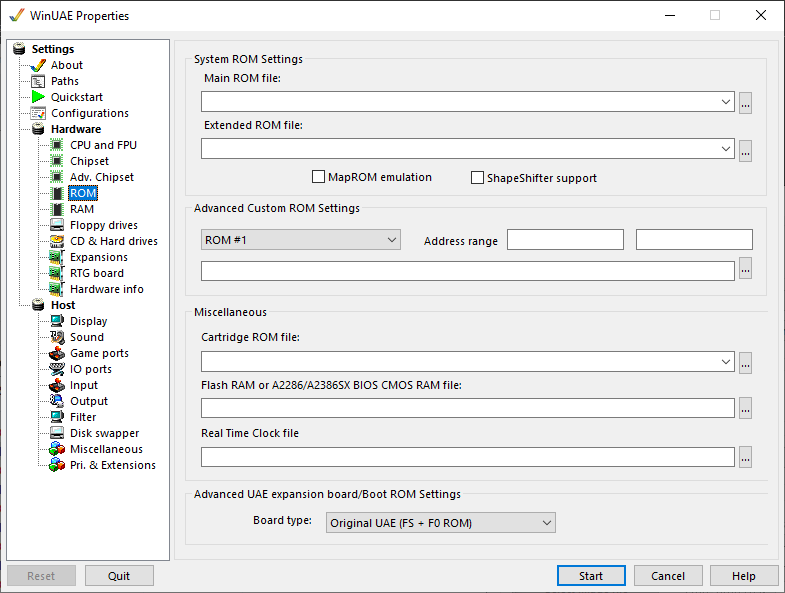 WinUAE Properties
Settings
About
Paths
Quickstart
Configurations
Hardware
CPU and FPU
Chipset
Adv. Chipset
ROM
RAM
Floppy drives
CD & Hard drives
Expansions
RTG board
Hardware info
Host
Display
Sound
Game ports
IO ports
Input
Output
Filter
Disk swapper
Miscellaneous
Pri. & Extensions
System ROM Settings
Main ROM file:
...
Extended ROM file:
...
MapROM emulation ShapeShifter support
Advanced Custom ROM Settings
ROM #1 Address range
...
Miscellaneous
Cartridge ROM file:
...
Flash RAM or A2286/A2386SX BIOS CMOS RAM file:
...
Real Time Clock file
...
Advanced UAE expansion board/Boot ROM Settings
Board type: Original UAE (FS + F0 ROM)
Reset Quit Start Cancel Help